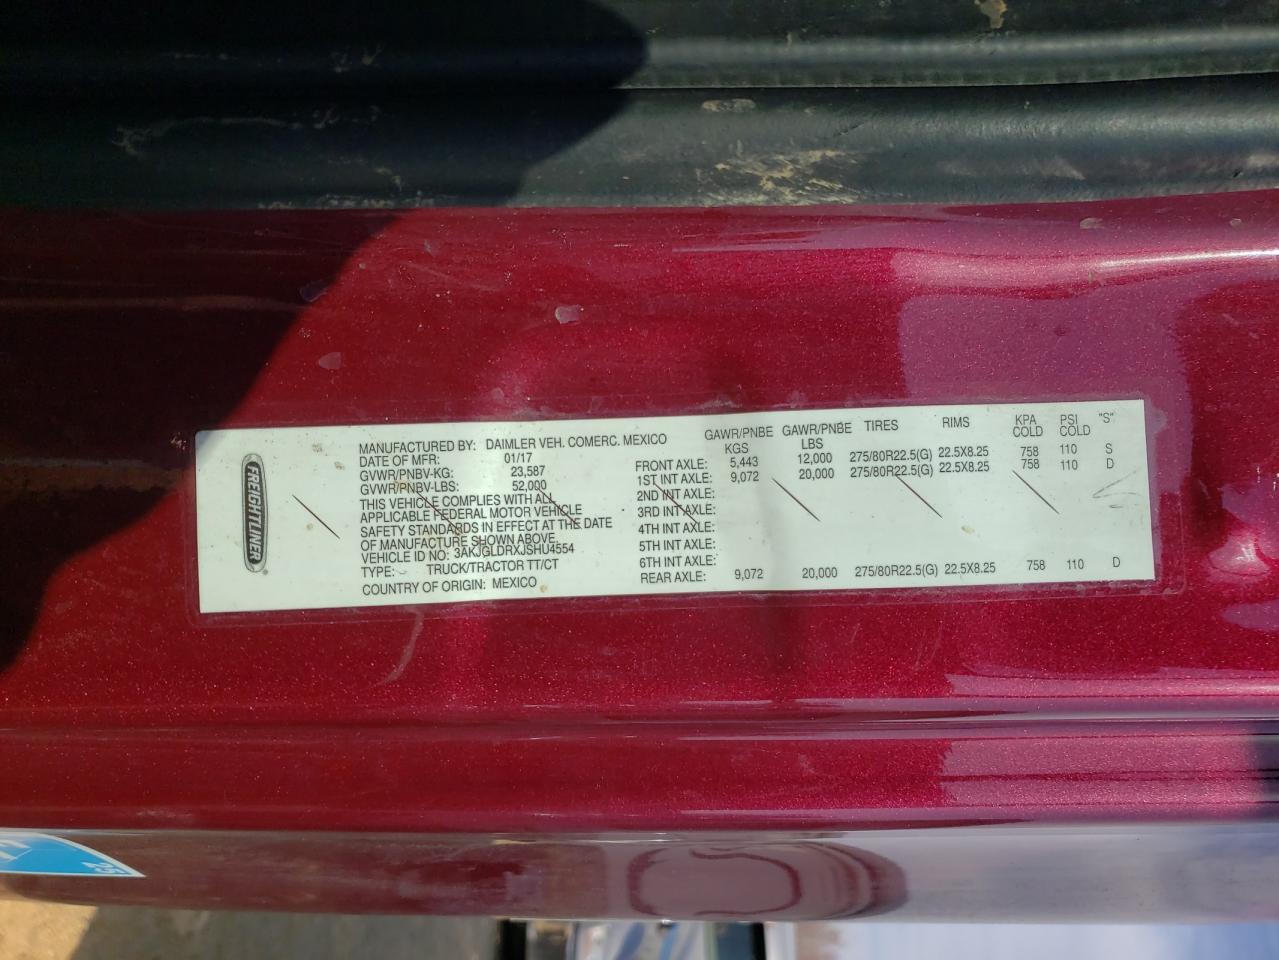 FREIGHTLINER
MANUFACTURED BY: DAIMLER VEH. COMERC. MEXICO
DATE OF MFR: 01/17
GVWR/PNBV-KG: 23,587
GVWR/PNBV-LBS: 52,000
THIS VEHICLE COMPLIES WITH ALL
APPLICABLE FEDERAL MOTOR VEHICLE
SAFETY STANDARDS IN EFFECT AT THE DATE
OF MANUFACTURE SHOWN ABOVE.
VEHICLE ID NO: 3AKJGLDRXJSHU4554
TYPE: TRUCK/TRACTOR TT/CT
COUNTRY OF ORIGIN: MEXICO
GAWR/PNBE GAWR/PNBE TIRES RIMS KPA PSI "S"
KGS LBS COLD COLD
FRONT AXLE: 5,443 12,000 275/80R22.5(G) 22.5X8.25 758 110 S
1ST INT AXLE: 9,072 20,000 275/80R22.5(G) 22.5X8.25 758 110 D
2ND INT AXLE:
3RD INT AXLE:
4TH INT AXLE:
5TH INT AXLE:
6TH INT AXLE:
REAR AXLE: 9,072 20,000 275/80R22.5(G) 22.5X8.25 758 110 D